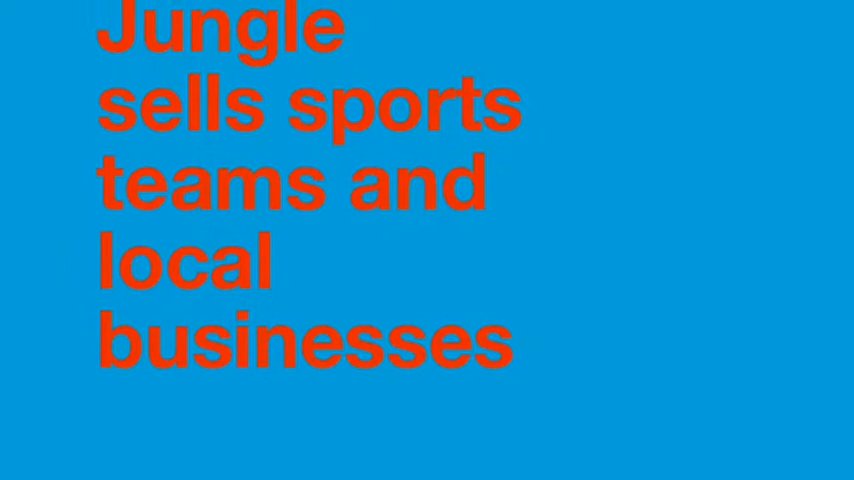 Jungle
sells sports
teams and
local
businesses